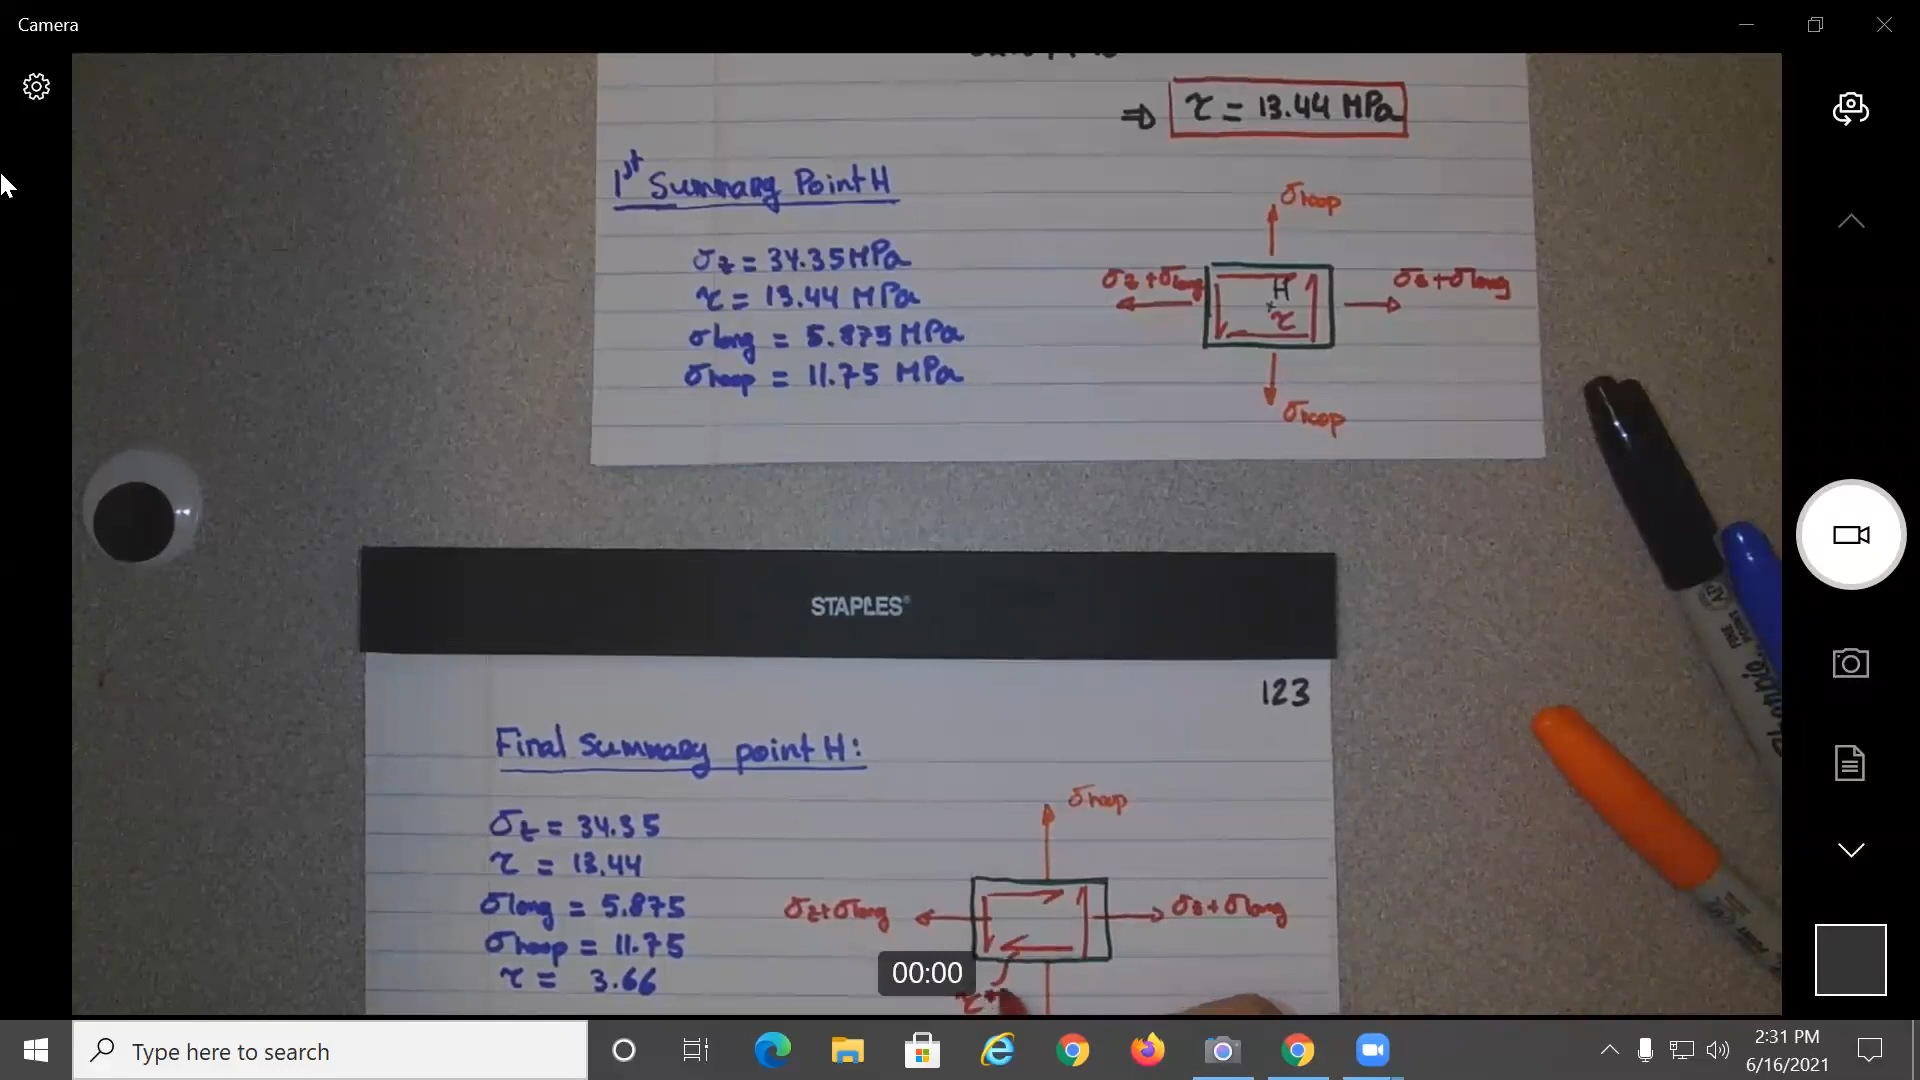 Camera
⇒ τ = 13.44 MPa
1st Summary Point H
σhoop
σz = 34.35 MPa
σz + σlong
H
σz + σlong
τ = 13.44 MPa
τ
σlong = 5.875 MPa
σhoop = 11.75 MPa
σhoop
STAPLES®
123
Final Summary point H:
σhoop
σz = 34.35
τ = 13.44
σlong = 5.875
σz + σlong
σz + σlong
σhoop = 11.75
τ = 3.66
00:00
Type here to search
2:31 PM
6/16/2021